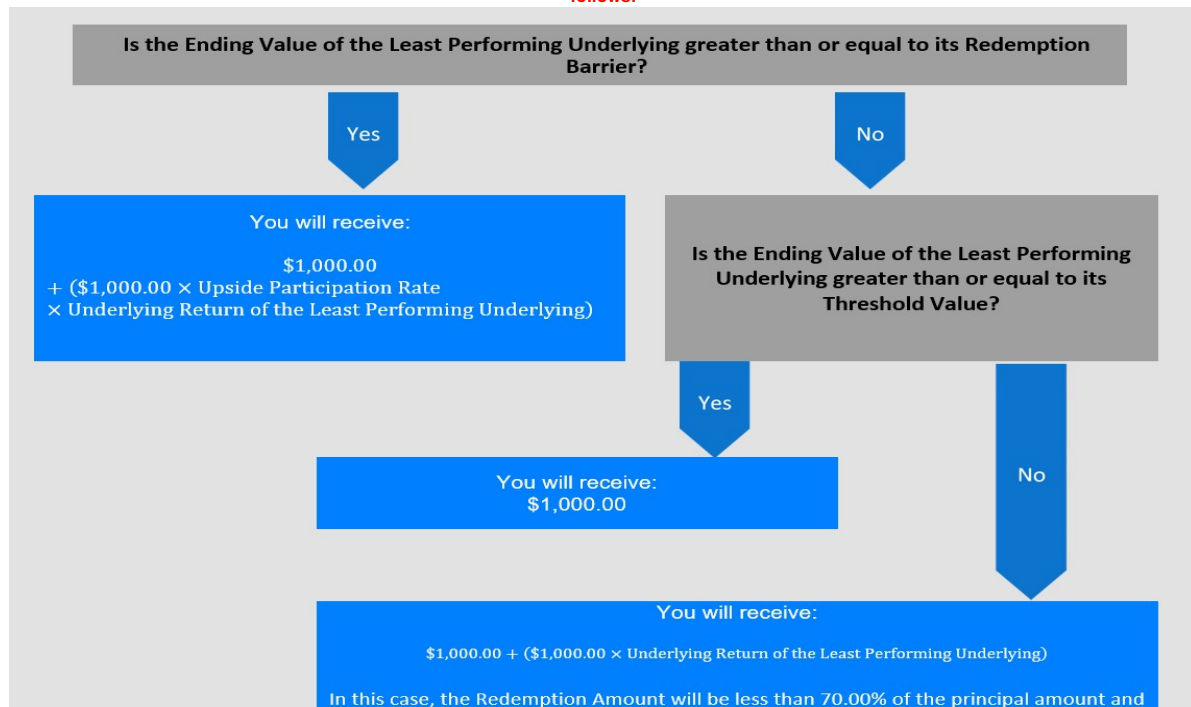 follows:
Is the Ending Value of the Least Performing Underlying greater than or equal to its Redemption
Barrier?
Yes
No
You will receive:
$1,000.00
+ ($1,000.00 × Upside Participation Rate
× Underlying Return of the Least Performing Underlying)
Is the Ending Value of the Least Performing
Underlying greater than or equal to its
Threshold Value?
Yes
No
You will receive:
$1,000.00
You will receive:
$1,000.00 + ($1,000.00 × Underlying Return of the Least Performing Underlying)
In this case, the Redemption Amount will be less than 70.00% of the principal amount and